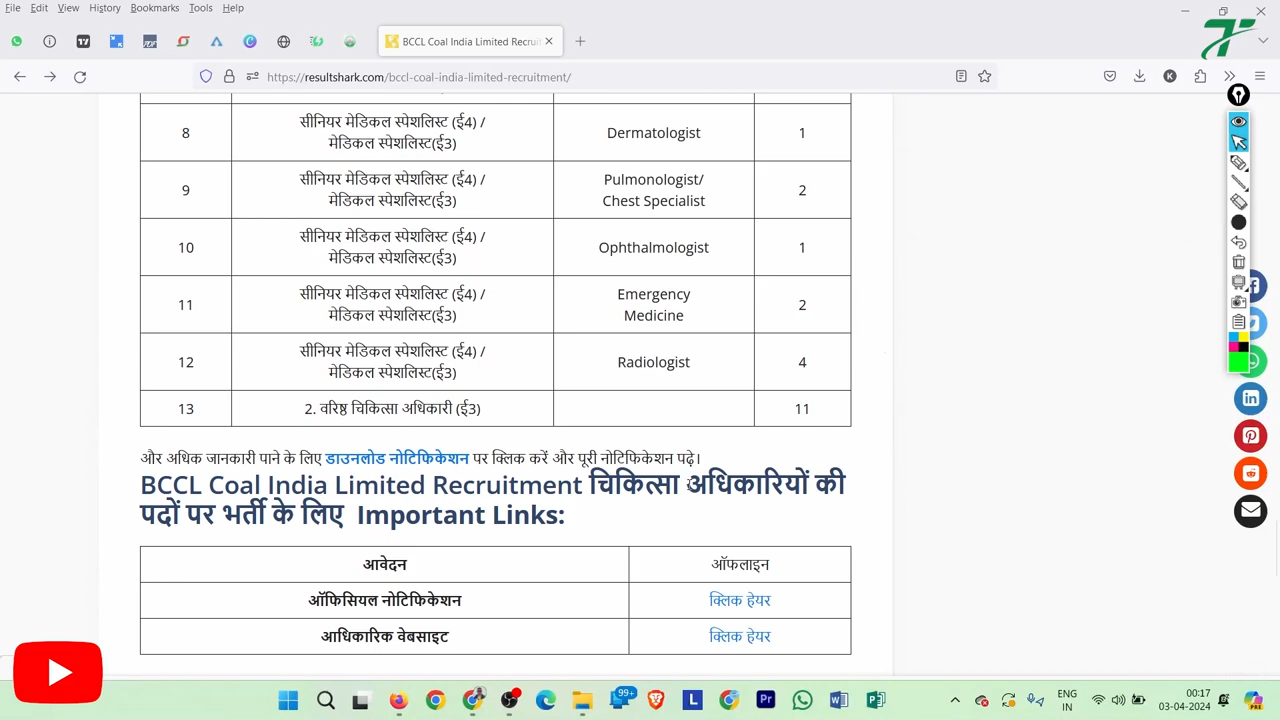 File Edit View History Bookmarks Tools Help
BCCL Coal India Limited Recruit
https://resultshark.com/bccl-coal-india-limited-recruitment/
8 सीनियर मेडिकल स्पेशलिस्ट (ई4) / Dermatologist 1
मेडिकल स्पेशलिस्ट(ई3)
सीनियर मेडिकल स्पेशलिस्ट (ई4) / Pulmonologist/
9 मेडिकल स्पेशलिस्ट(ई3) Chest Specialist 2
10 सीनियर मेडिकल स्पेशलिस्ट (ई4) / Ophthalmologist 1
मेडिकल स्पेशलिस्ट(ई3)
सीनियर मेडिकल स्पेशलिस्ट (ई4) / Emergency
11 मेडिकल स्पेशलिस्ट(ई3) Medicine 2
12 सीनियर मेडिकल स्पेशलिस्ट (ई4) / Radiologist 4
मेडिकल स्पेशलिस्ट(ई3)
13 2. वरिष्ठ चिकित्सा अधिकारी (ई3) 11
और अधिक जानकारी पाने के लिए डाउनलोड नोटिफिकेशन पर क्लिक करें और पूरी नोटिफिकेशन पढ़े।
BCCL Coal India Limited Recruitment चिकित्सा अधिकारियों की
पदों पर भर्ती के लिए Important Links:
आवेदन ऑफलाइन
ऑफिसियल नोटिफिकेशन क्लिक हेयर
आधिकारिक वेबसाइट क्लिक हेयर
99+
ENG
IN
00:17
03-04-2024